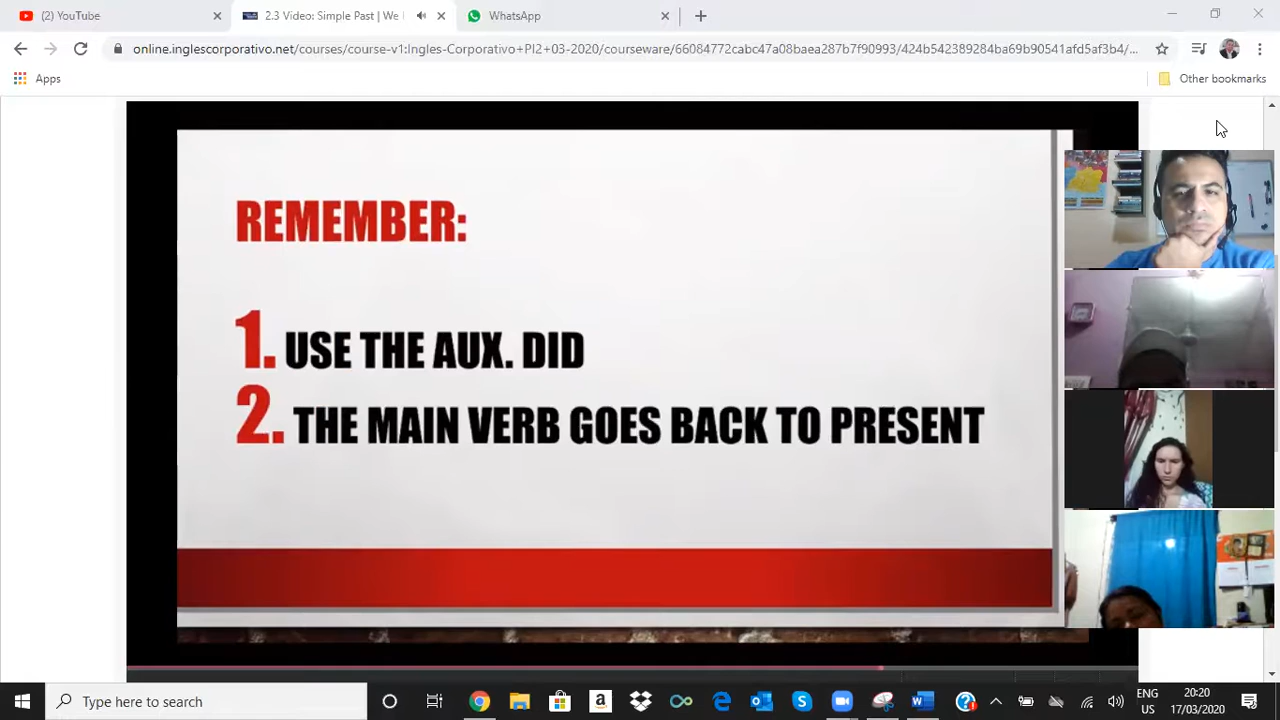 (2) YouTube
2.3 Video: Simple Past | We
WhatsApp
online.inglescorporativo.net/courses/course-v1:Ingles-Corporativo+PI2+03-2020/courseware/66084772cabc47a08baea287b7f90993/424b542389284ba69b90541afd5af3b4/...
Apps
Other bookmarks
REMEMBER:
1. USE THE AUX. DID
2. THE MAIN VERB GOES BACK TO PRESENT
Type here to search
ENG
US
20:20
17/03/2020